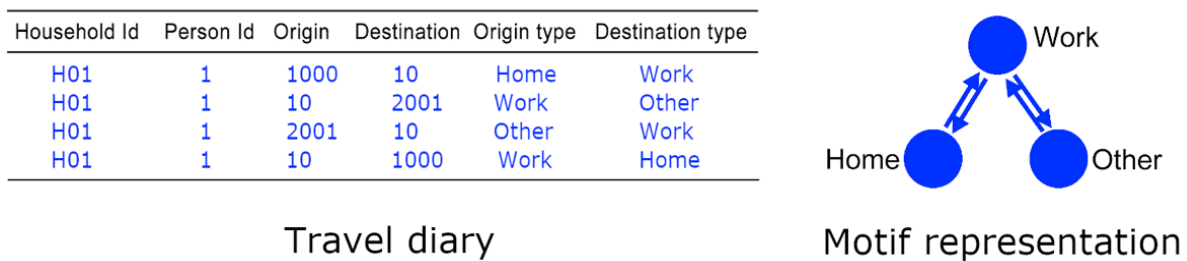 Household Id Person Id Origin Destination Origin type Destination type
H01 1 1000 10 Home Work
H01 1 10 2001 Work Other
H01 1 2001 10 Other Work
H01 1 10 1000 Work Home
Travel diary
Work
Home Other
Motif representation